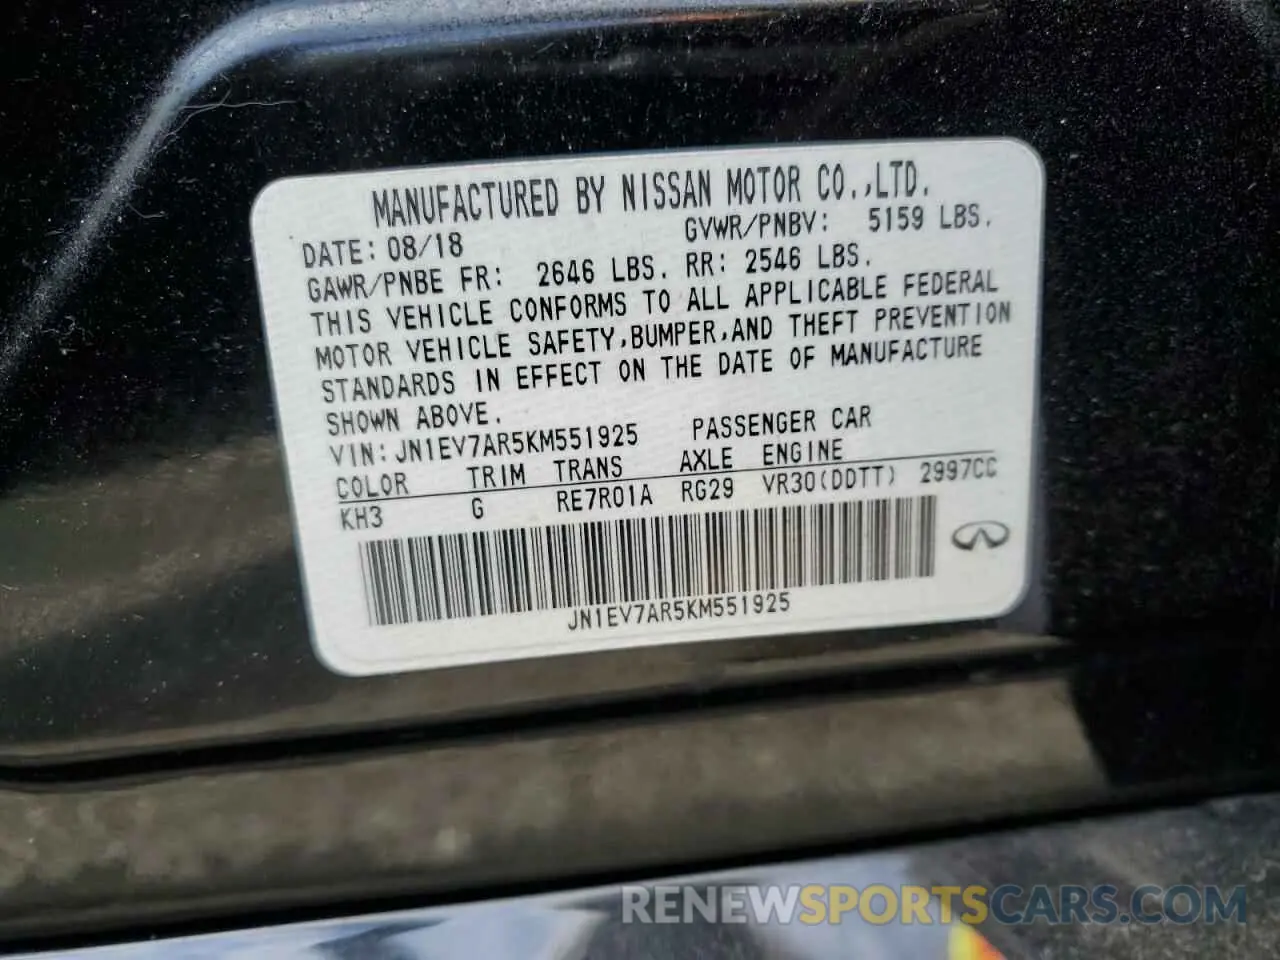 MANUFACTURED BY NISSAN MOTOR CO.,LTD.
DATE: 08/18 GVWR/PNBV: 5159 LBS.
GAWR/PNBE FR: 2646 LBS. RR: 2546 LBS.
THIS VEHICLE CONFORMS TO ALL APPLICABLE FEDERAL
MOTOR VEHICLE SAFETY,BUMPER,AND THEFT PREVENTION
STANDARDS IN EFFECT ON THE DATE OF MANUFACTURE
SHOWN ABOVE.
VIN: JN1EV7AR5KM551925 PASSENGER CAR
COLOR TRIM TRANS AXLE ENGINE
KH3 G RE7R01A RG29 VR30(DDTT) 2997CC
JN1EV7AR5KM551925
RENEWSPORTSCARS.COM